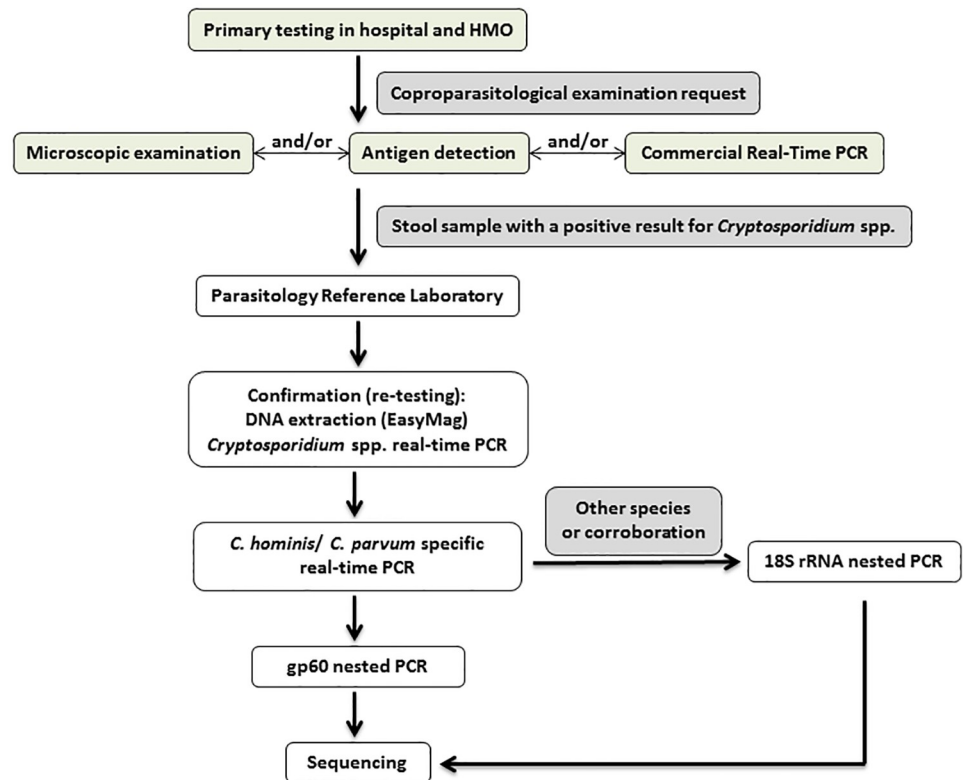 Primary testing in hospital and HMO
Coproparasitological examination request
Microscopic examination
and/or
Antigen detection
and/or
Commercial Real-Time PCR
Stool sample with a positive result for Cryptosporidium spp.
Parasitology Reference Laboratory
Confirmation (re-testing):
DNA extraction (EasyMag)
Cryptosporidium spp. real-time PCR
Other species
or corroboration
C. hominis/ C. parvum specific
real-time PCR
18S rRNA nested PCR
gp60 nested PCR
Sequencing